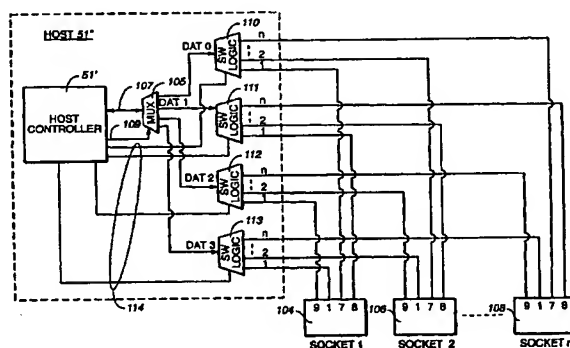 HOST 51"
51'
HOST
CONTROLLER
107
109
105
MUX
DAT 0
DAT 1
DAT 2
DAT 3
110
SW
LOGIC
n
2
1
111
SW
LOGIC
n
2
1
112
SW
LOGIC
n
2
1
113
SW
LOGIC
n
2
1
114
104
9 1 7 8
SOCKET 1
106
9 1 7 8
SOCKET 2
108
9 1 7 8
SOCKET n